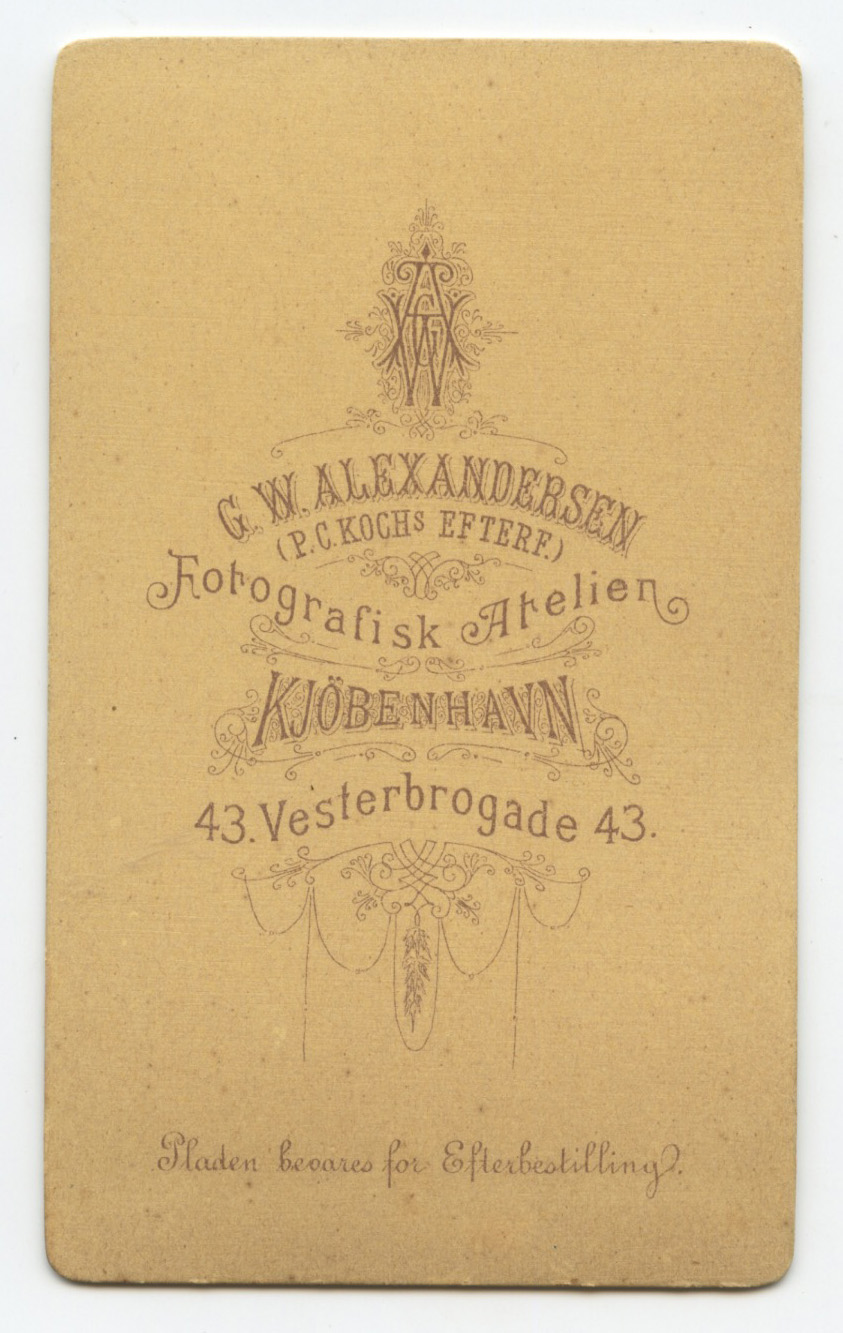 G. W. ALEXANDERSEN
(P. C. KOCHs EFTERF.)
Fotografisk Atelier
KJÖBENHAVN
43. Vesterbrogade 43.
Pladen bevares for Efterbestilling.